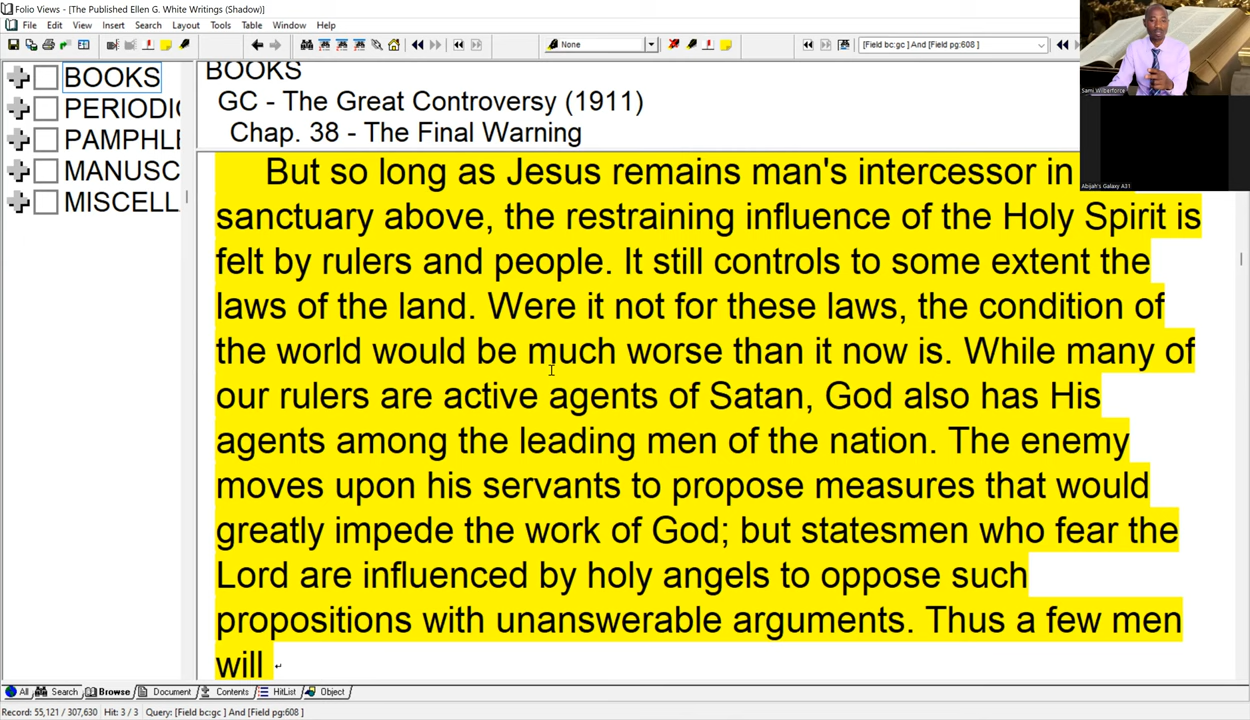 Folio Views - [The Published Ellen G. White Writings (Shadow)]
File Edit View Insert Search Layout Tools Table Window Help
None
[Field bc:gc ] And [Field pg:608 ]
BOOKS
PERIODIC
PAMPHLE
MANUSC
MISCELL
BOOKS
GC - The Great Controversy (1911)
Chap. 38 - The Final Warning
But so long as Jesus remains man's intercessor in
sanctuary above, the restraining influence of the Holy Spirit is
felt by rulers and people. It still controls to some extent the
laws of the land. Were it not for these laws, the condition of
the world would be much worse than it now is. While many of
our rulers are active agents of Satan, God also has His
agents among the leading men of the nation. The enemy
moves upon his servants to propose measures that would
greatly impede the work of God; but statesmen who fear the
Lord are influenced by holy angels to oppose such
propositions with unanswerable arguments. Thus a few men
will
Sami Wilberforce
Abijah's Galaxy A31
All Search Browse Document Contents HitList Object
Record: 55,121 / 307,630 Hit: 3 / 3 Query: [Field bc:gc ] And [Field pg:608 ]